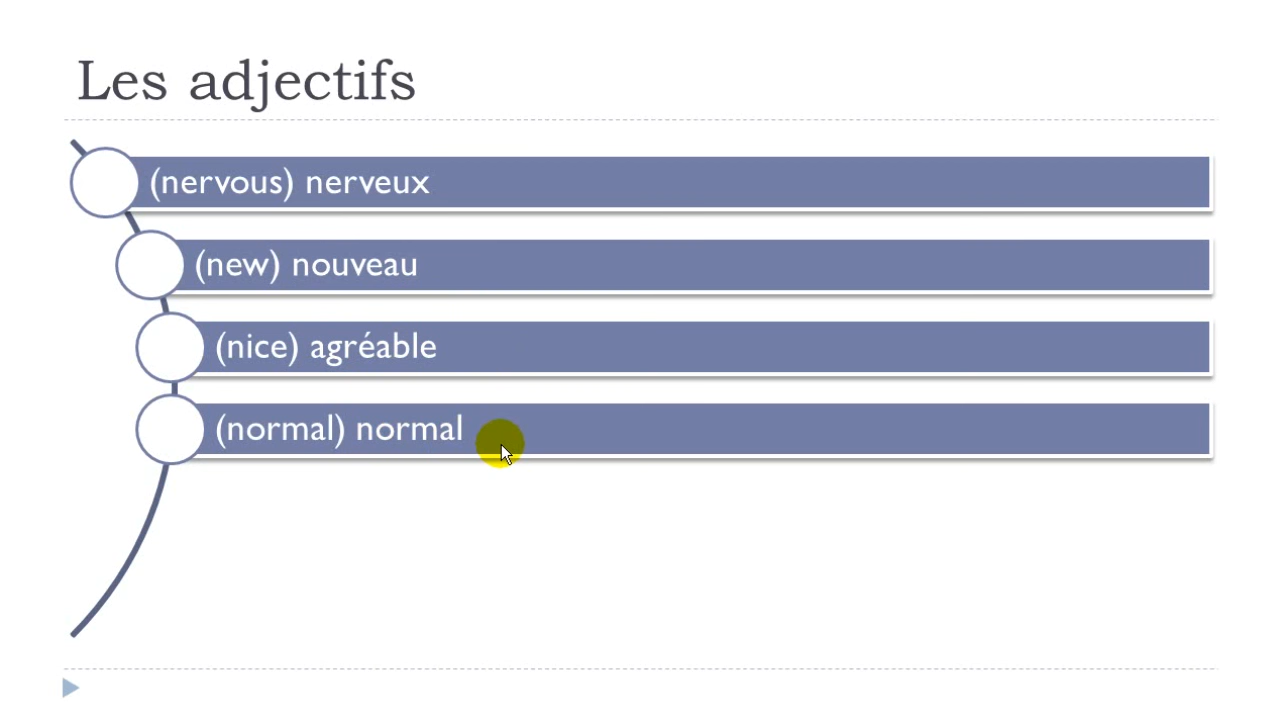 Les adjectifs
(nervous) nerveux
(new) nouveau
(nice) agréable
(normal) normal